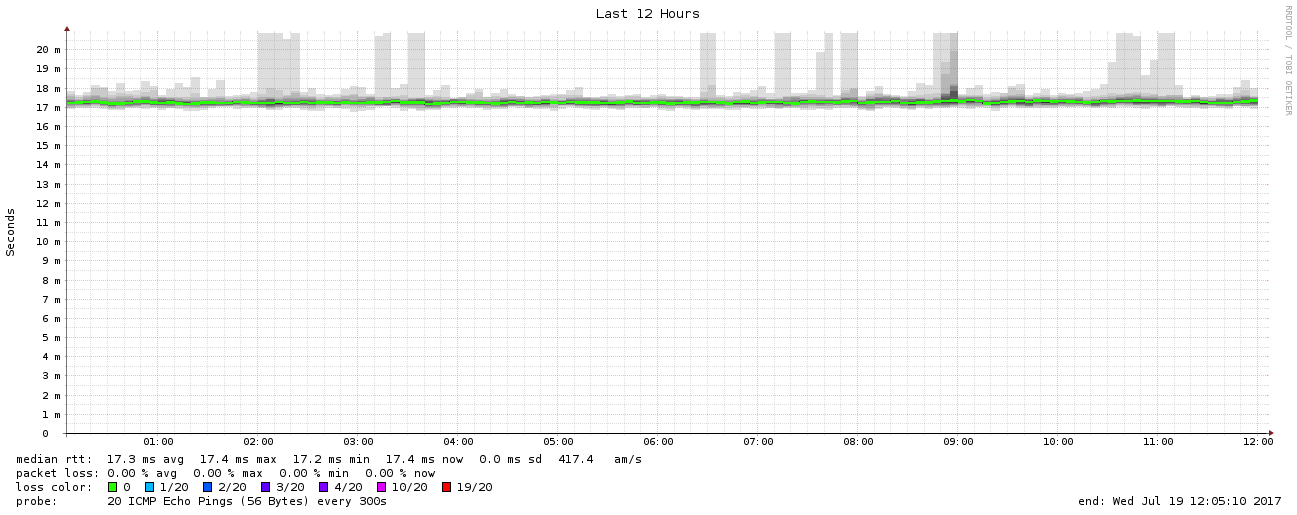 Last 12 Hours
RRDTOOL / TOBI OETIKER
20 m
19 m
18 m
17 m
16 m
15 m
14 m
13 m
12 m
11 m
10 m
9 m
8 m
7 m
6 m
5 m
4 m
3 m
2 m
1 m
0
Seconds
01:00 02:00 03:00 04:00 05:00 06:00 07:00 08:00 09:00 10:00 11:00 12:00
median rtt: 17.3 ms avg 17.4 ms max 17.2 ms min 17.4 ms now 0.0 ms sd 417.4 am/s
packet loss: 0.00 % avg 0.00 % max 0.00 % min 0.00 % now
loss color: 0 1/20 2/20 3/20 4/20 10/20 19/20
probe: 20 ICMP Echo Pings (56 Bytes) every 300s end: Wed Jul 19 12:05:10 2017